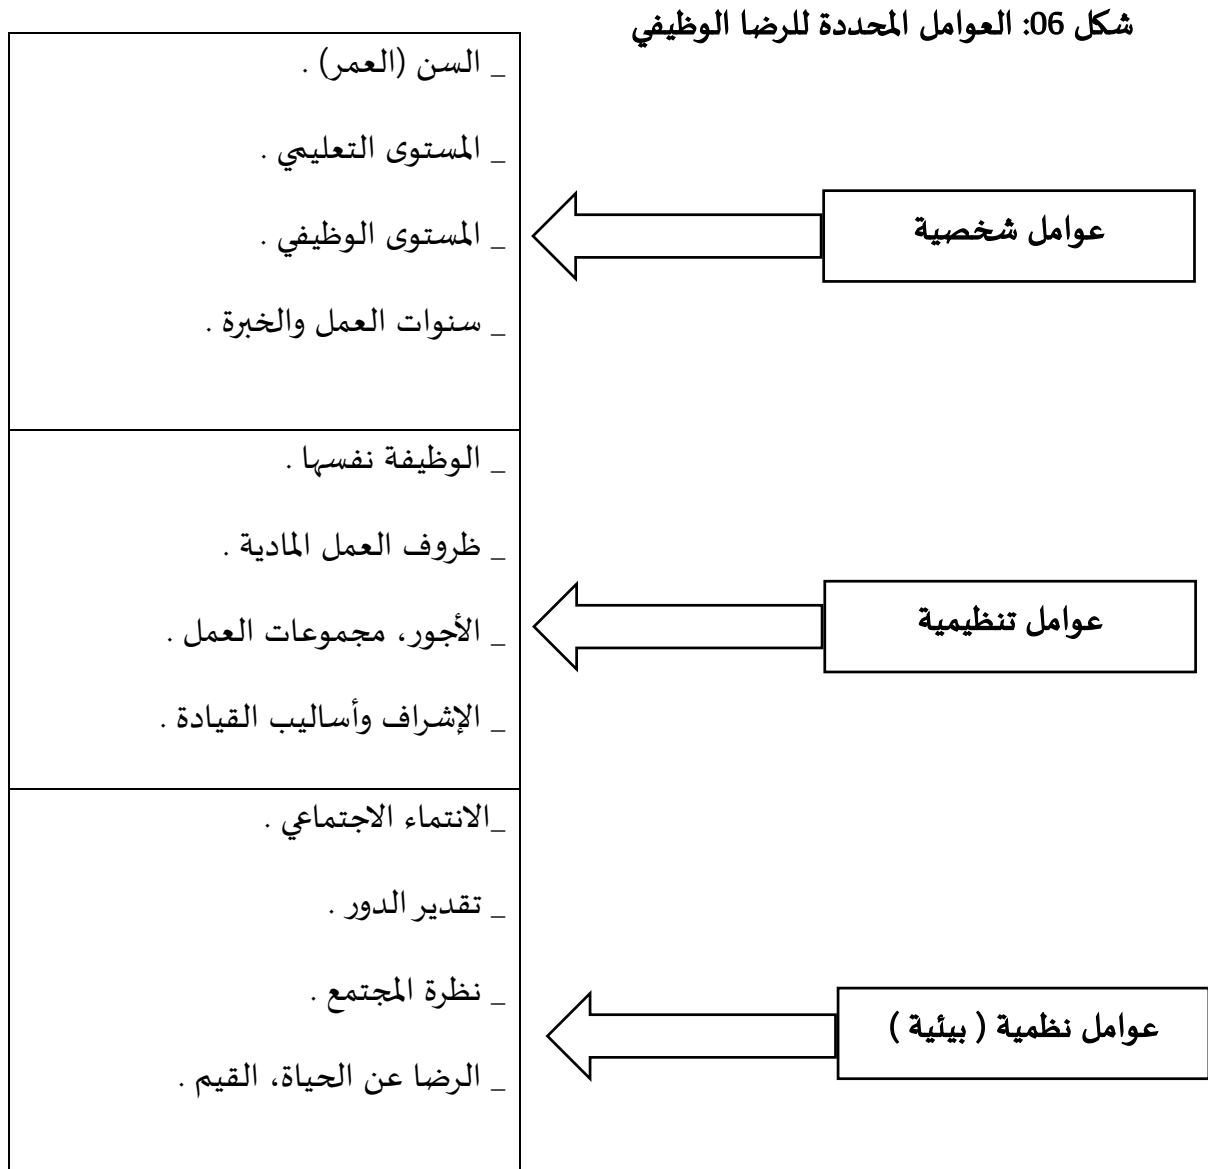 شكل 06: العوامل المحددة للرضا الوظيفي
عوامل شخصية
_ السن (العمر) .
_ المستوى التعليمي .
_ المستوى الوظيفي .
_ سنوات العمل والخبرة .
عوامل تنظيمية
_ الوظيفة نفسها .
_ ظروف العمل المادية .
_ الأجور، مجموعات العمل .
_ الإشراف وأساليب القيادة .
عوامل نظمية ( بيئية )
_الانتماء الاجتماعي .
_ تقدير الدور .
_ نظرة المجتمع .
_ الرضا عن الحياة، القيم .